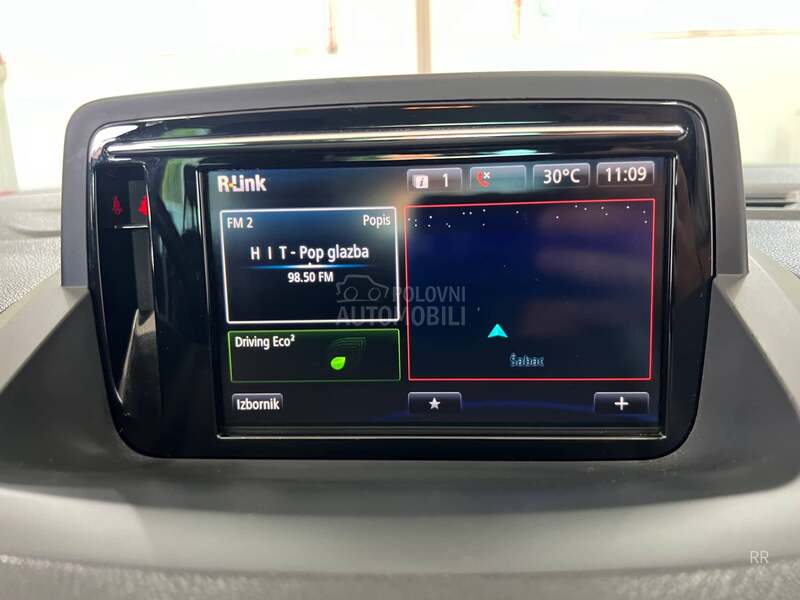 R-Link
1
30°C
11:09
FM 2
Popis
H I T - Pop glazba
98.50 FM
POLOVNI
AUTOMOBILI
Driving Eco²
Šabac
Izbornik
RR